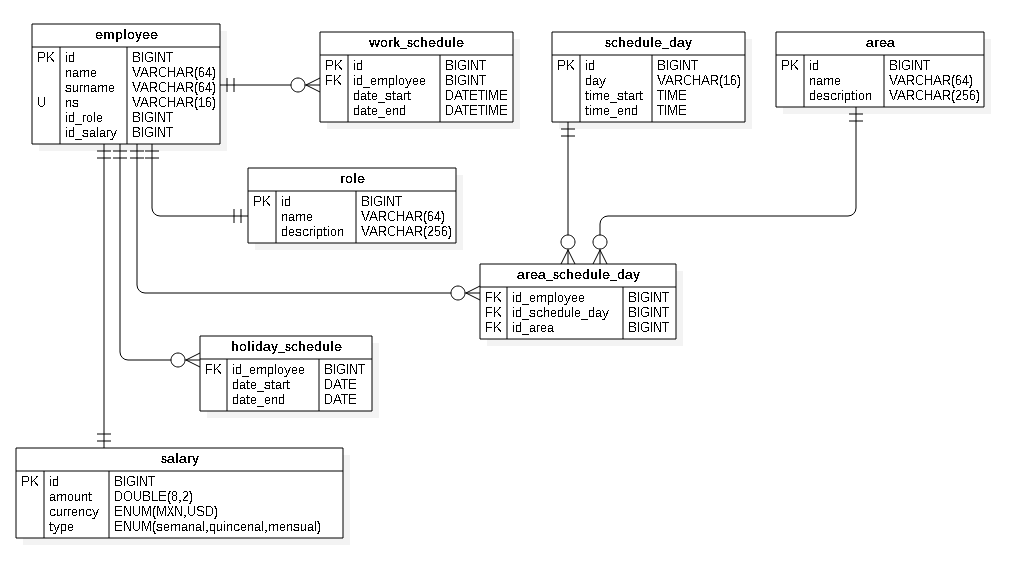 employee
PK id BIGINT
name VARCHAR(64)
surname VARCHAR(64)
U ns VARCHAR(16)
id_role BIGINT
id_salary BIGINT
work_schedule
PK id BIGINT
FK id_employee BIGINT
date_start DATETIME
date_end DATETIME
schedule_day
PK id BIGINT
day VARCHAR(16)
time_start TIME
time_end TIME
area
PK id BIGINT
name VARCHAR(64)
description VARCHAR(256)
role
PK id BIGINT
name VARCHAR(64)
description VARCHAR(256)
area_schedule_day
FK id_employee BIGINT
FK id_schedule_day BIGINT
FK id_area BIGINT
holiday_schedule
FK id_employee BIGINT
date_start DATE
date_end DATE
salary
PK id BIGINT
amount DOUBLE(8,2)
currency ENUM(MXN,USD)
type ENUM(semanal,quincenal,mensual)